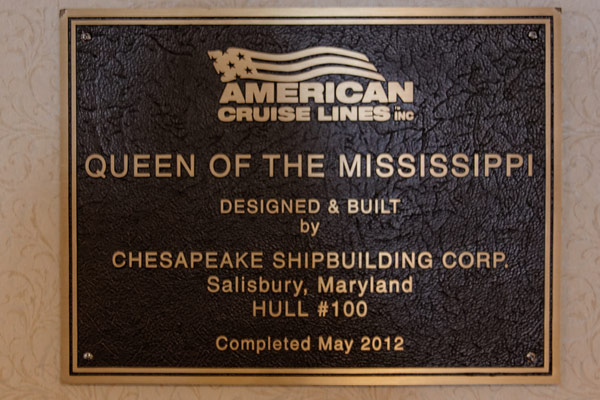 AMERICAN
CRUISE LINES INC
QUEEN OF THE MISSISSIPPI
DESIGNED & BUILT
by
CHESAPEAKE SHIPBUILDING CORP.
Salisbury, Maryland
HULL #100
Completed May 2012